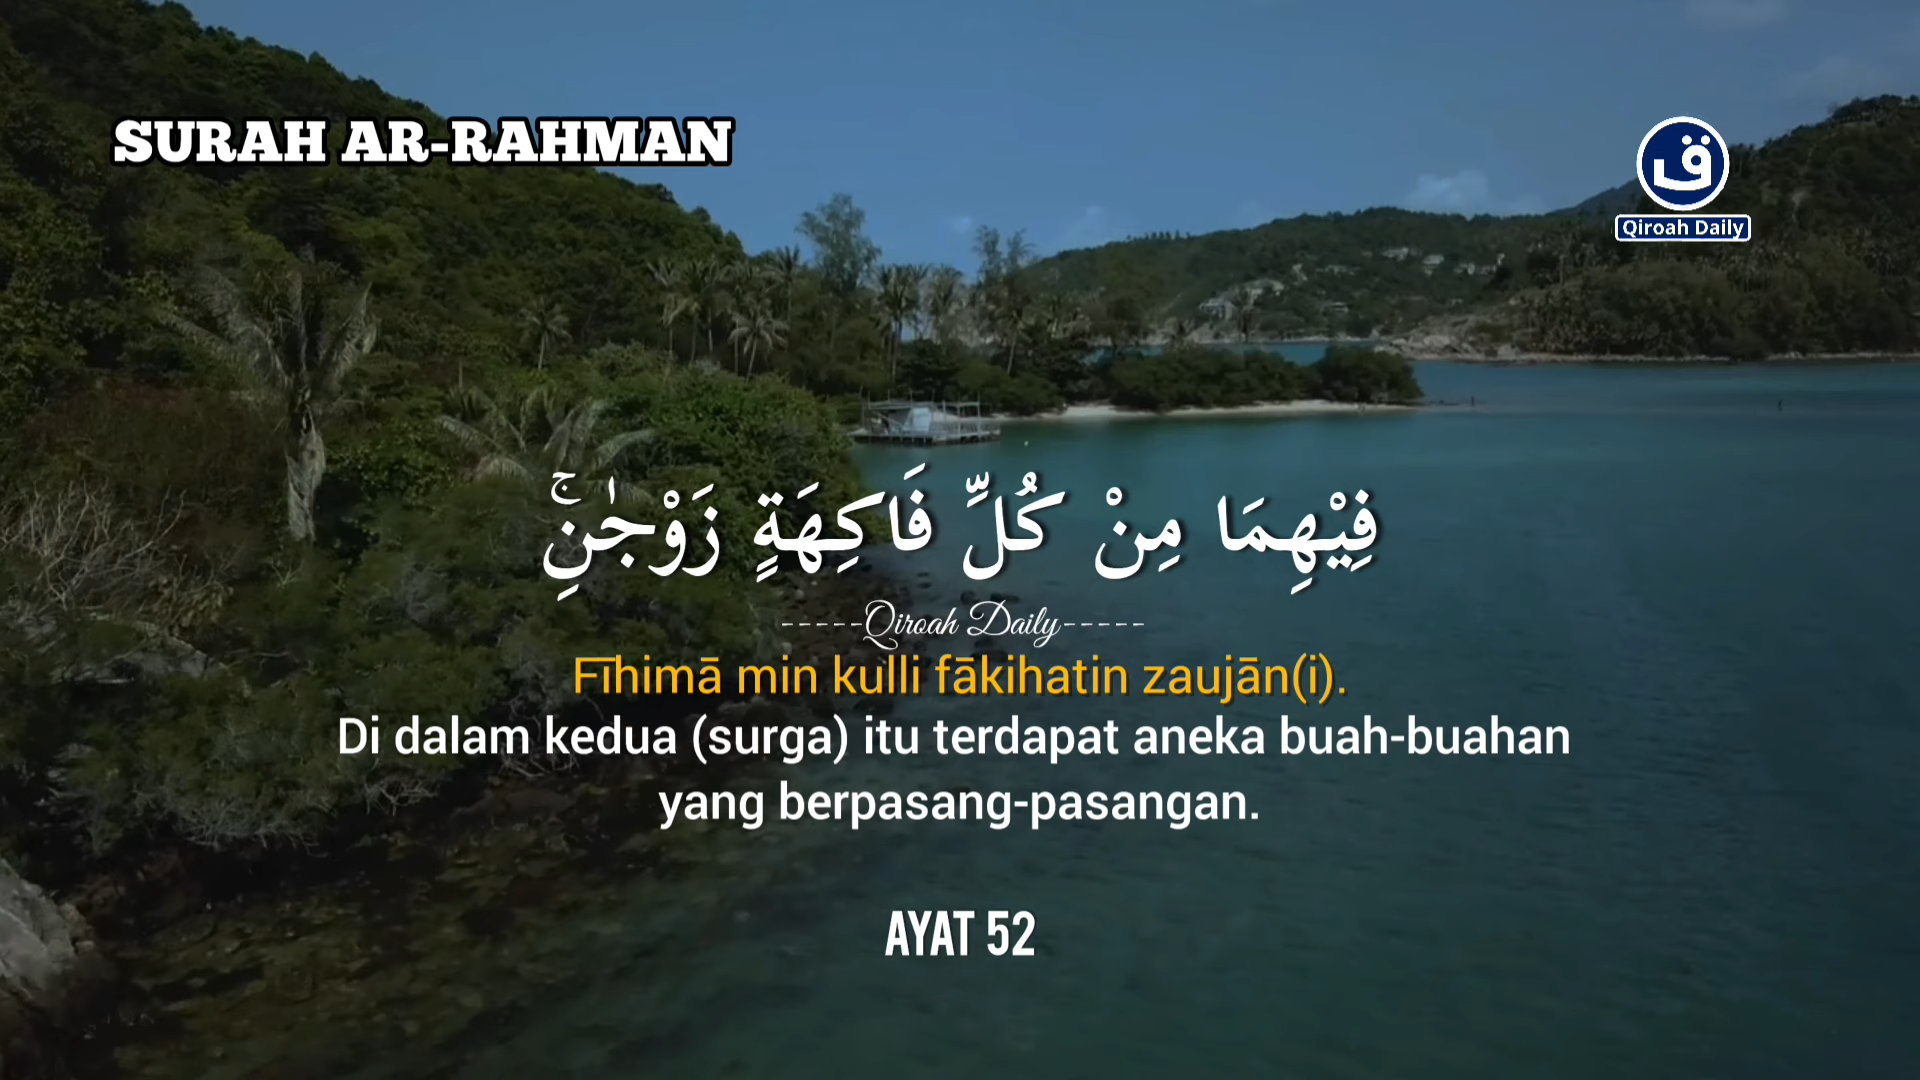 SURAH AR-RAHMAN
ق
Qiroah Daily
فِيْهِمَا مِنْ كُلِّ فَاكِهَةٍ زَوْجٰنِۚ
-----Qiroah Daily-----
Fīhimā min kulli fākihatin zaujān(i).
Di dalam kedua (surga) itu terdapat aneka buah-buahan
yang berpasang-pasangan.
AYAT 52